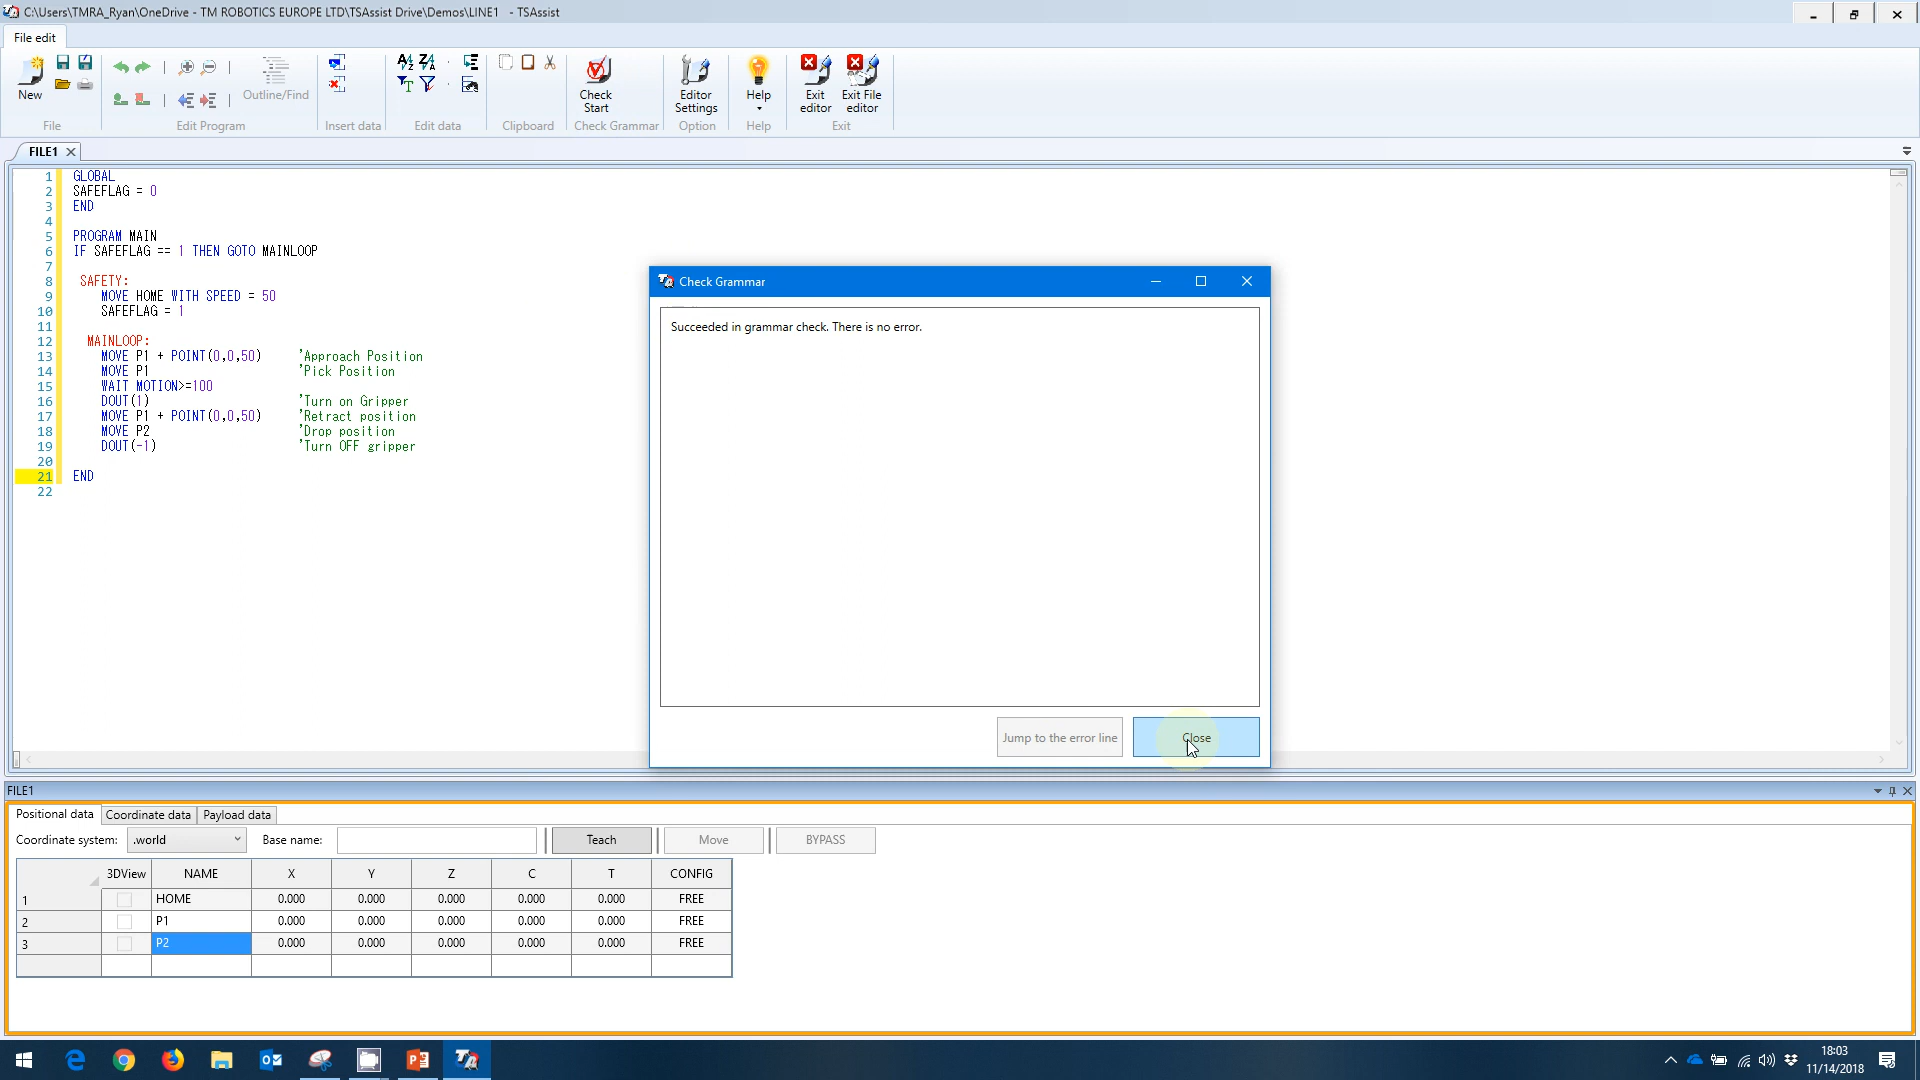 C:\Users\TMRA_Ryan\OneDrive - TM ROBOTICS EUROPE LTD\TSAssist Drive\Demos\LINE1 - TSAssist
File edit
New
Outline/Find
Check Start
Editor Settings
Help
Exit editor
Exit File editor
File
Edit Program
Insert data
Edit data
Clipboard
Check Grammar
Option
Help
Exit
FILE1
1 GLOBAL
2 SAFEFLAG = 0
3 END
4
5 PROGRAM MAIN
6 IF SAFEFLAG == 1 THEN GOTO MAINLOOP
7
8 SAFETY:
9 MOVE HOME WITH SPEED = 50
10 SAFEFLAG = 1
11
12 MAINLOOP:
13 MOVE P1 + POINT(0,0,50) 'Approach Position
14 MOVE P1 'Pick Position
15 WAIT MOTION>=100
16 DOUT(1) 'Turn on Gripper
17 MOVE P1 + POINT(0,0,50) 'Retract position
18 MOVE P2 'Drop position
19 DOUT(-1) 'Turn OFF gripper
20
21 END
22
Check Grammar
Succeeded in grammar check. There is no error.
Jump to the error line
Close
FILE1
Positional data Coordinate data Payload data
Coordinate system: .world Base name: Teach Move BYPASS
3DView NAME X Y Z C T CONFIG
1 HOME 0.000 0.000 0.000 0.000 0.000 FREE
2 P1 0.000 0.000 0.000 0.000 0.000 FREE
3 P2 0.000 0.000 0.000 0.000 0.000 FREE
18:03
11/14/2018